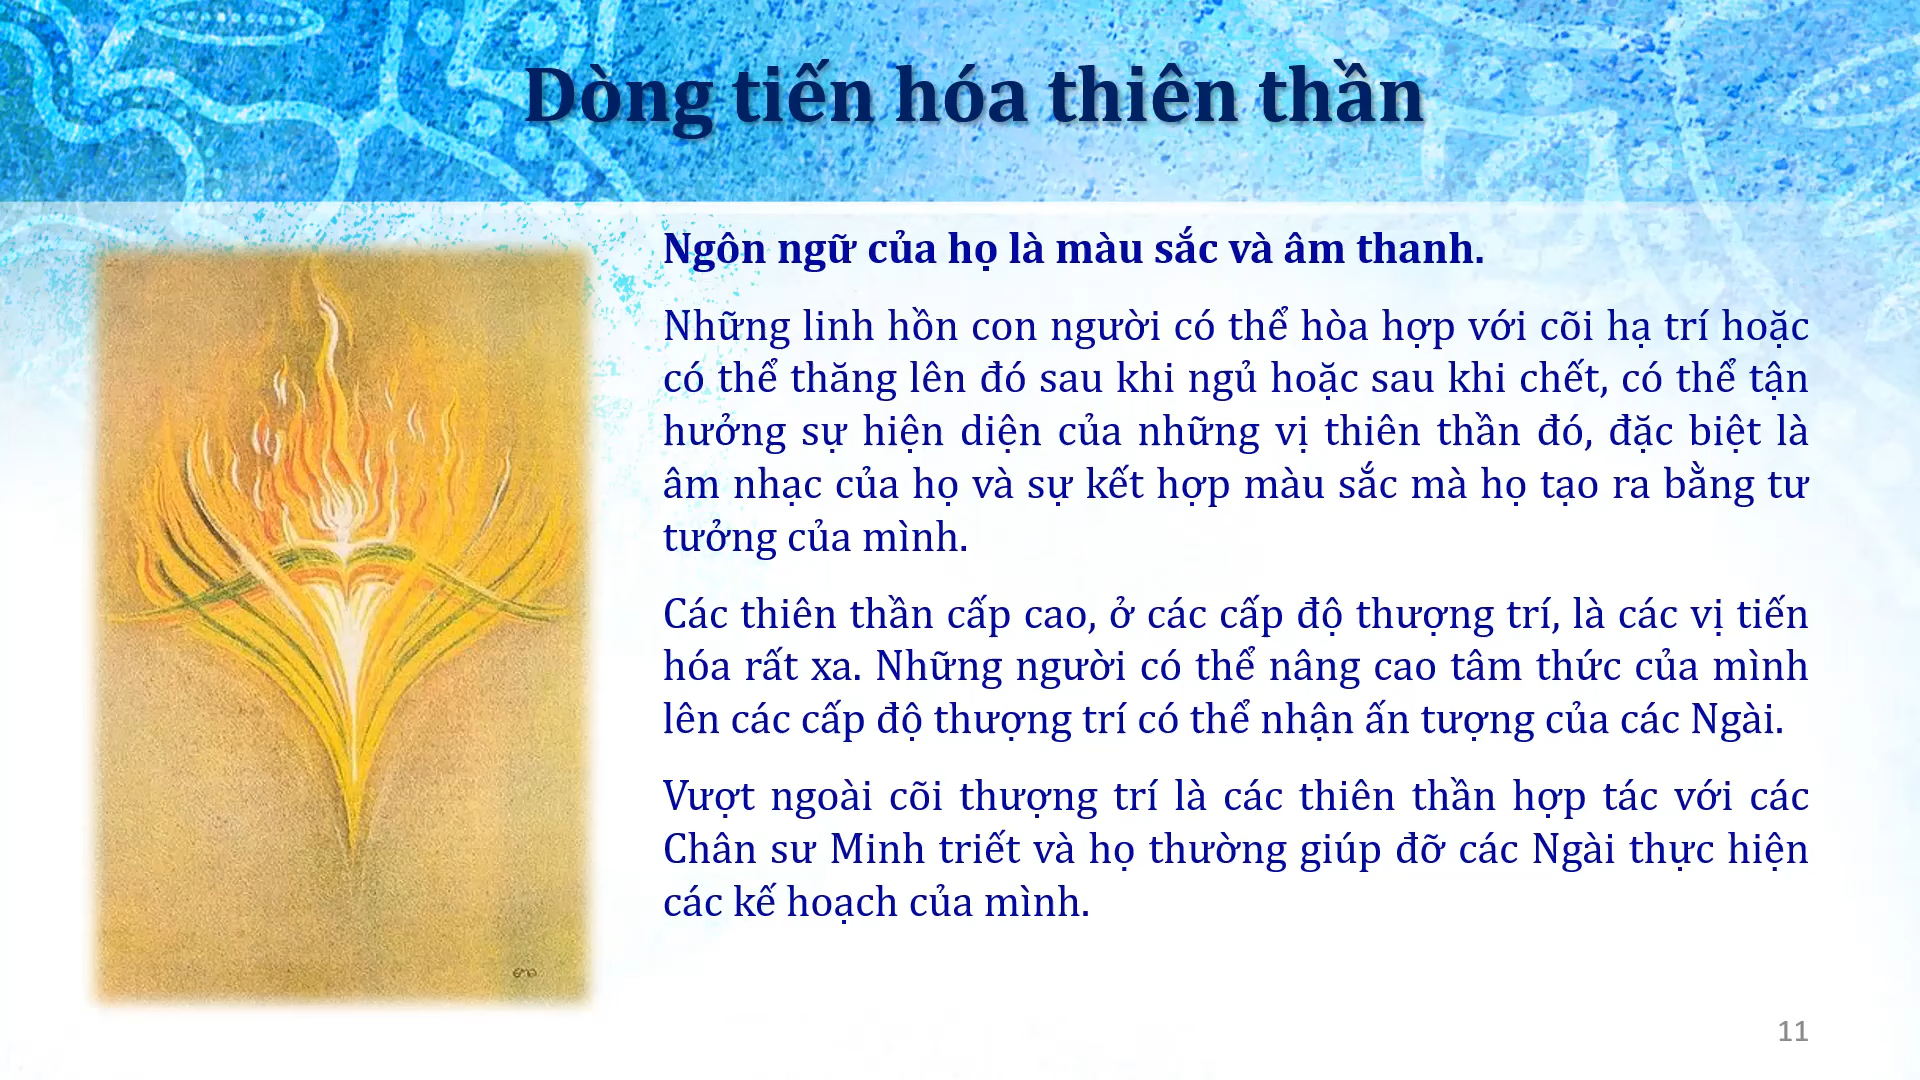 Dòng tiến hóa thiên thần
Ngôn ngữ của họ là màu sắc và âm thanh.
Những linh hồn con người có thể hòa hợp với cõi hạ trí hoặc
có thể thăng lên đó sau khi ngủ hoặc sau khi chết, có thể tận
hưởng sự hiện diện của những vị thiên thần đó, đặc biệt là
âm nhạc của họ và sự kết hợp màu sắc mà họ tạo ra bằng tư
tưởng của mình.
Các thiên thần cấp cao, ở các cấp độ thượng trí, là các vị tiến
hóa rất xa. Những người có thể nâng cao tâm thức của mình
lên các cấp độ thượng trí có thể nhận ấn tượng của các Ngài.
Vượt ngoài cõi thượng trí là các thiên thần hợp tác với các
Chân sư Minh triết và họ thường giúp đỡ các Ngài thực hiện
các kế hoạch của mình.
11